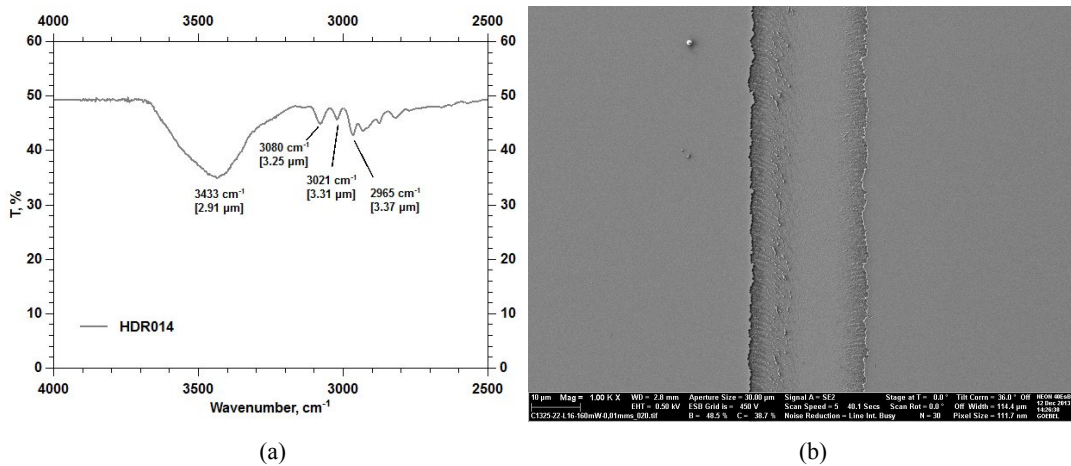 4000 3500 3000 2500
60 60
50 50
40 40
30 30
20 20
10 10
0 0
T, %
3433 cm⁻¹
[2.91 µm]
3080 cm⁻¹
[3.25 µm]
3021 cm⁻¹
[3.31 µm]
2965 cm⁻¹
[3.37 µm]
HDR014
4000 3500 3000 2500
Wavenumber, cm⁻¹
(a)
10 µm Mag = 1.00 K X WD = 2.8 mm Aperture Size = 30.00 µm Signal A = SE2 Stage at T = 0.0° Tilt Corrn = 36.0° Off NEON 40EsB
EHT = 0.50 kV ESB Grid is = 450 V Scan Speed = 5 40.1 Secs Scan Rot = 0.0° Off Width = 114.4 µm 12 Dec 2013
C1325-22-L16-160mW-0,01mms_020.tif B = 48.5 % C = 38.7 % Noise Reduction = Line Int. Busy N = 30 Pixel Size = 111.7 nm GOEBEL
(b)